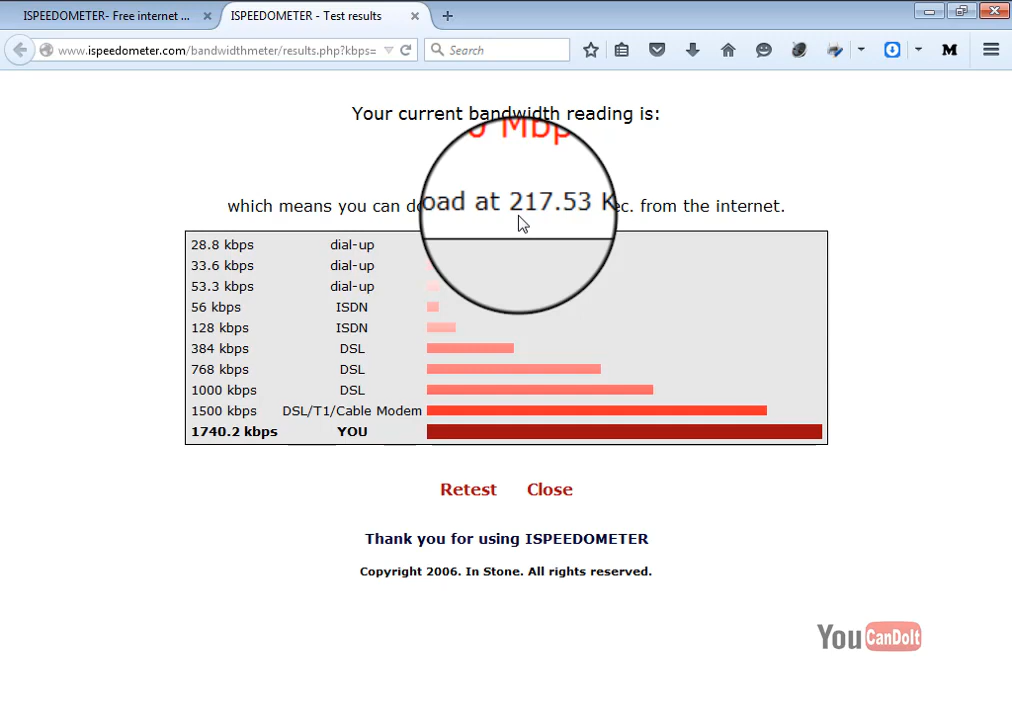 ISPEEDOMETER- Free internet ...
ISPEEDOMETER - Test results
www.ispeedometer.com/bandwidthmeter/results.php?kbps=
Search
M
Your current bandwidth reading is:
Mbp
which means you can do oad at 217.53 K ec. from the internet.
28.8 kbps dial-up
33.6 kbps dial-up
53.3 kbps dial-up
56 kbps ISDN
128 kbps ISDN
384 kbps DSL
768 kbps DSL
1000 kbps DSL
1500 kbps DSL/T1/Cable Modem
1740.2 kbps YOU
Retest Close
Thank you for using ISPEEDOMETER
Copyright 2006. In Stone. All rights reserved.
You CanDoIt